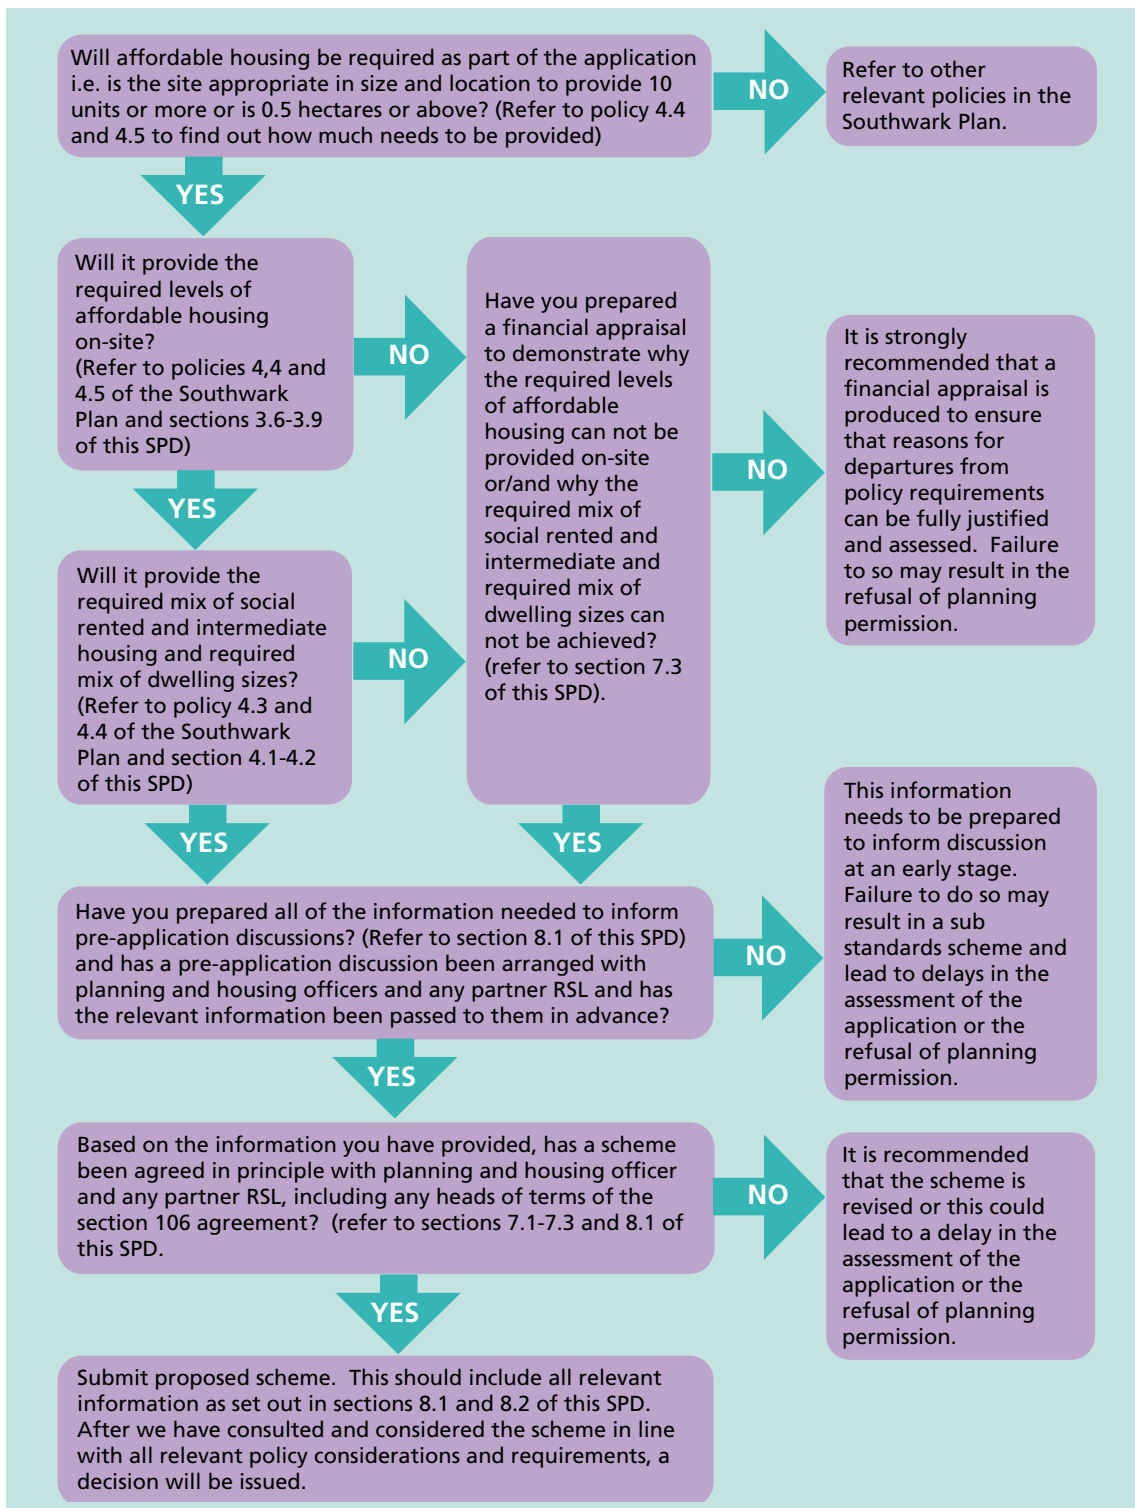 Will affordable housing be required as part of the application
i.e. is the site appropriate in size and location to provide 10
units or more or is 0.5 hectares or above? (Refer to policy 4.4
and 4.5 to find out how much needs to be provided)
NO
Refer to other
relevant policies in the
Southwark Plan.
YES
Will it provide the
required levels of
affordable housing
on-site?
(Refer to policies 4,4 and
4.5 of the Southwark
Plan and sections 3.6-3.9
of this SPD)
NO
Have you prepared
a financial appraisal
to demonstrate why
the required levels
of affordable
housing can not be
provided on-site
or/and why the
required mix of
social rented and
intermediate and
required mix of
dwelling sizes can
not be achieved?
(refer to section 7.3
of this SPD).
NO
It is strongly
recommended that a
financial appraisal is
produced to ensure
that reasons for
departures from
policy requirements
can be fully justified
and assessed.  Failure
to so may result in the
refusal of planning
permission.
YES
Will it provide the
required mix of social
rented and intermediate
housing and required
mix of dwelling sizes?
(Refer to policy 4.3 and
4.4 of the Southwark
Plan and section 4.1-4.2
of this SPD)
NO
YES
YES
Have you prepared all of the information needed to inform
pre-application discussions? (Refer to section 8.1 of this SPD)
and has a pre-application discussion been arranged with
planning and housing officers and any partner RSL and has
the relevant information been passed to them in advance?
NO
This information
needs to be prepared
to inform discussion
at an early stage.
Failure to do so may
result in a sub
standards scheme and
lead to delays in the
assessment of the
application or the
refusal of planning
permission.
YES
Based on the information you have provided, has a scheme
been agreed in principle with planning and housing officer
and any partner RSL, including any heads of terms of the
section 106 agreement?  (refer to sections 7.1-7.3 and 8.1 of
this SPD.
NO
It is recommended
that the scheme is
revised or this could
lead to a delay in the
assessment of the
application or the
refusal of planning
permission.
YES
Submit proposed scheme.  This should include all relevant
information as set out in sections 8.1 and 8.2 of this SPD.
After we have consulted and considered the scheme in line
with all relevant policy considerations and requirements, a
decision will be issued.